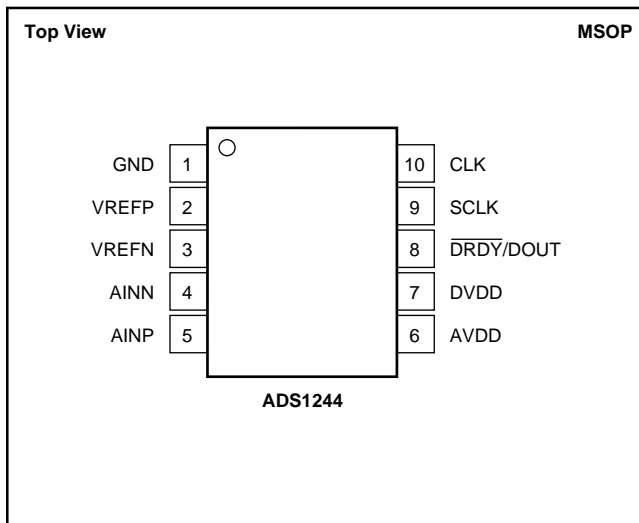 Top View MSOP
GND 1 10 CLK
VREFP 2 9 SCLK
VREFN 3 8 DRDY/DOUT
AINN 4 7 DVDD
AINP 5 6 AVDD
ADS1244